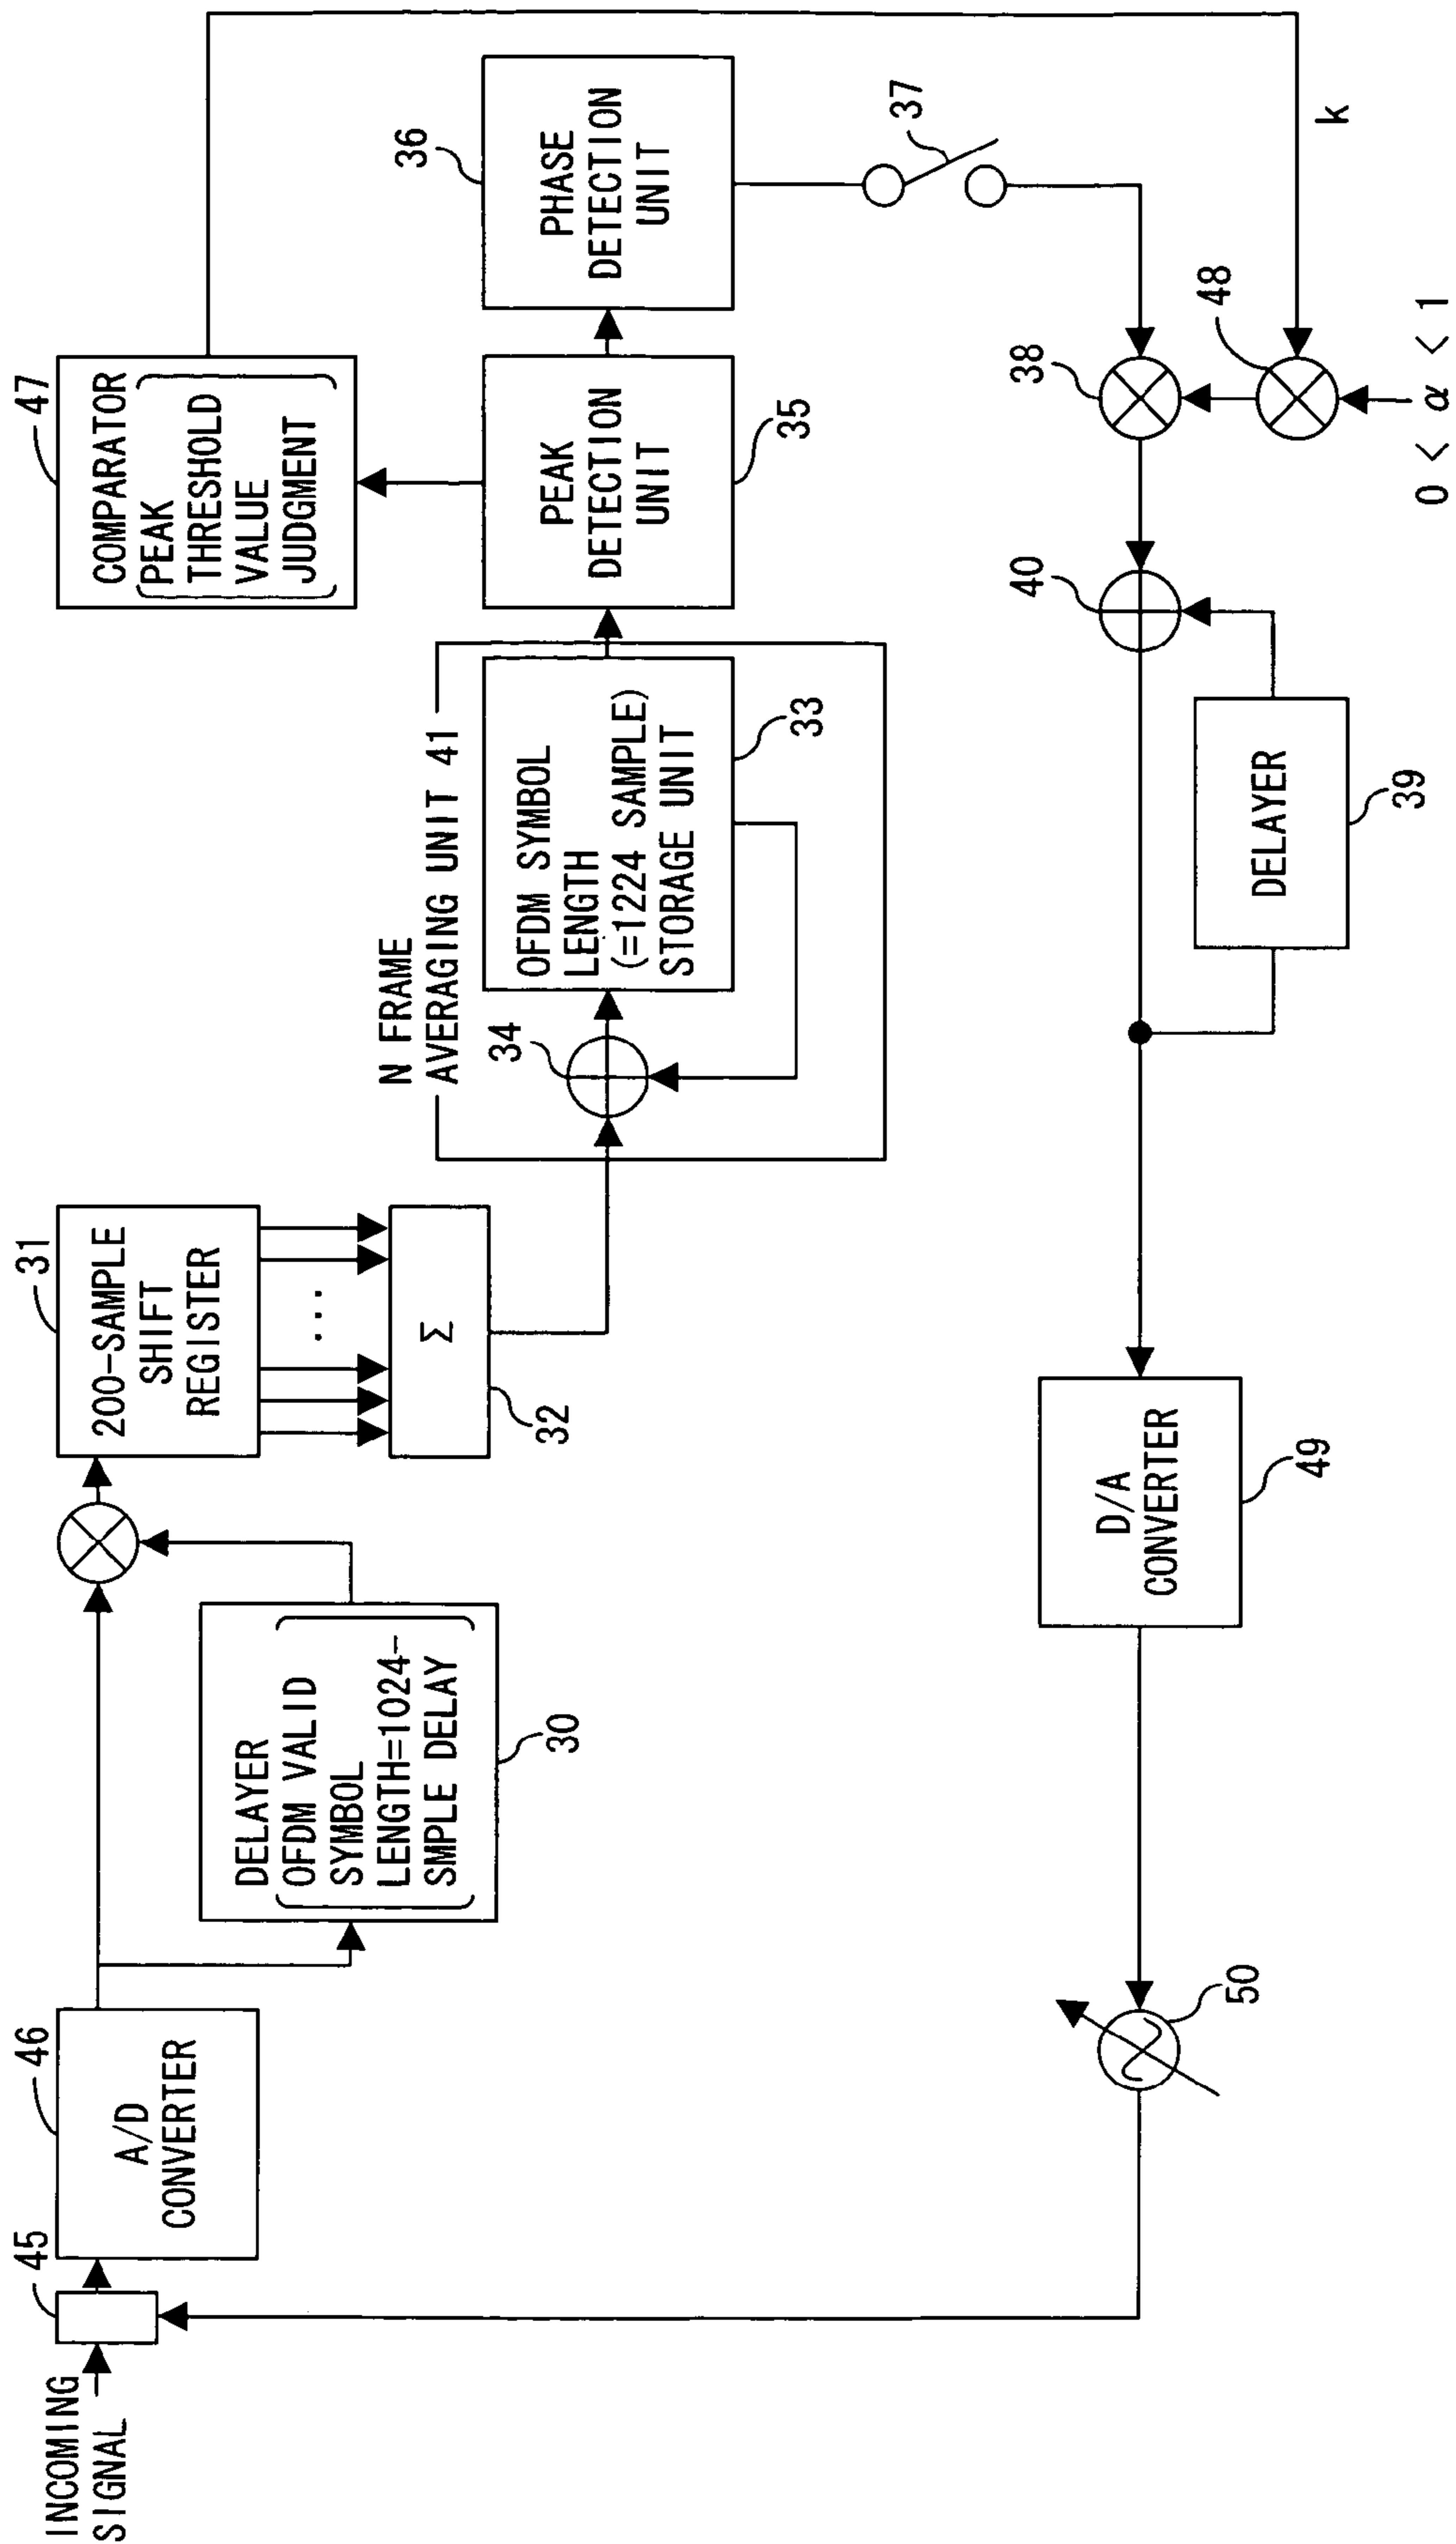 INCOMING
SIGNAL
45
46
A/D
CONVERTER
DELAYER
OFDM VALID
SYMBOL
LENGTH=1024-
SMPLE DELAY
30
31
200-SAMPLE
SHIFT
REGISTER
...
Σ
32
N FRAME
AVERAGING UNIT 41
34
OFDM SYMBOL
LENGTH
(=1224 SAMPLE)
STORAGE UNIT
33
47
COMPARATOR
PEAK
THRESHOLD
VALUE
JUDGMENT
PEAK
DETECTION
UNIT
35
36
PHASE
DETECTION
UNIT
37
38
48
k
0 < α < 1
40
DELAYER
39
D/A
CONVERTER
49
50